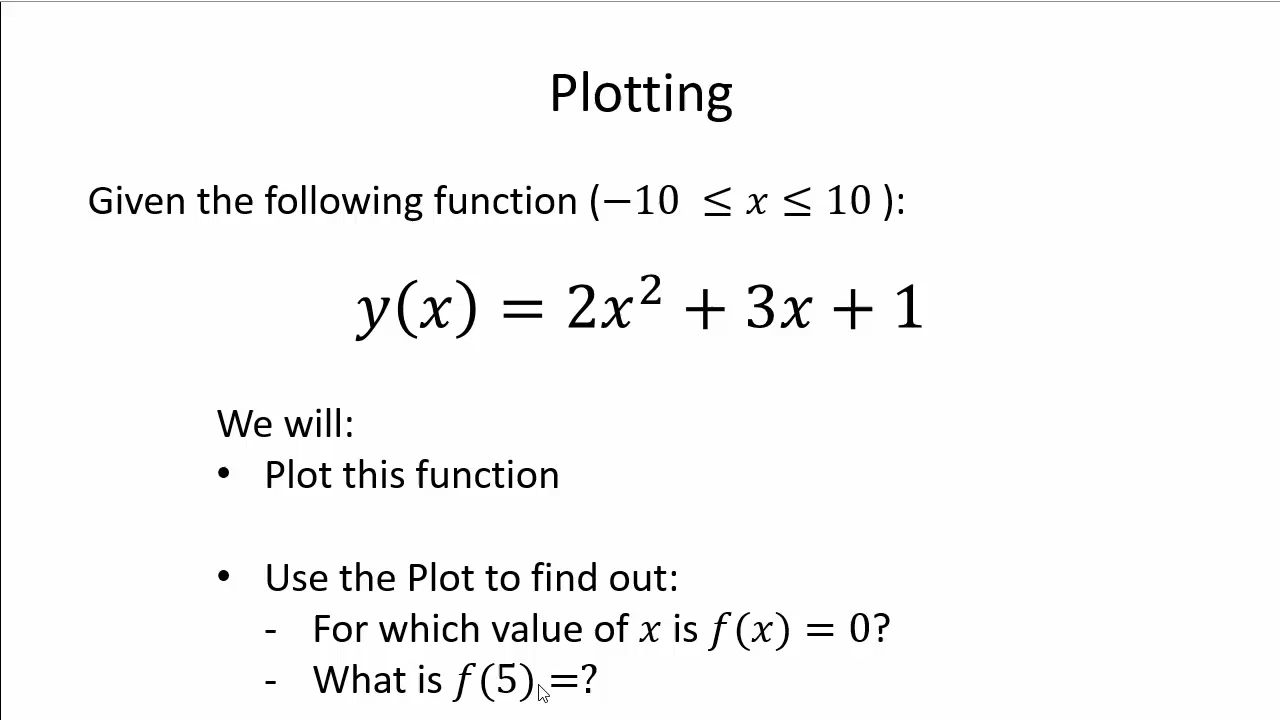 Plotting
Given the following function (−10 ≤ x ≤ 10 ):
y(x) = 2x² + 3x + 1
We will:
• Plot this function
• Use the Plot to find out:
- For which value of x is f(x) = 0?
- What is f(5) =?